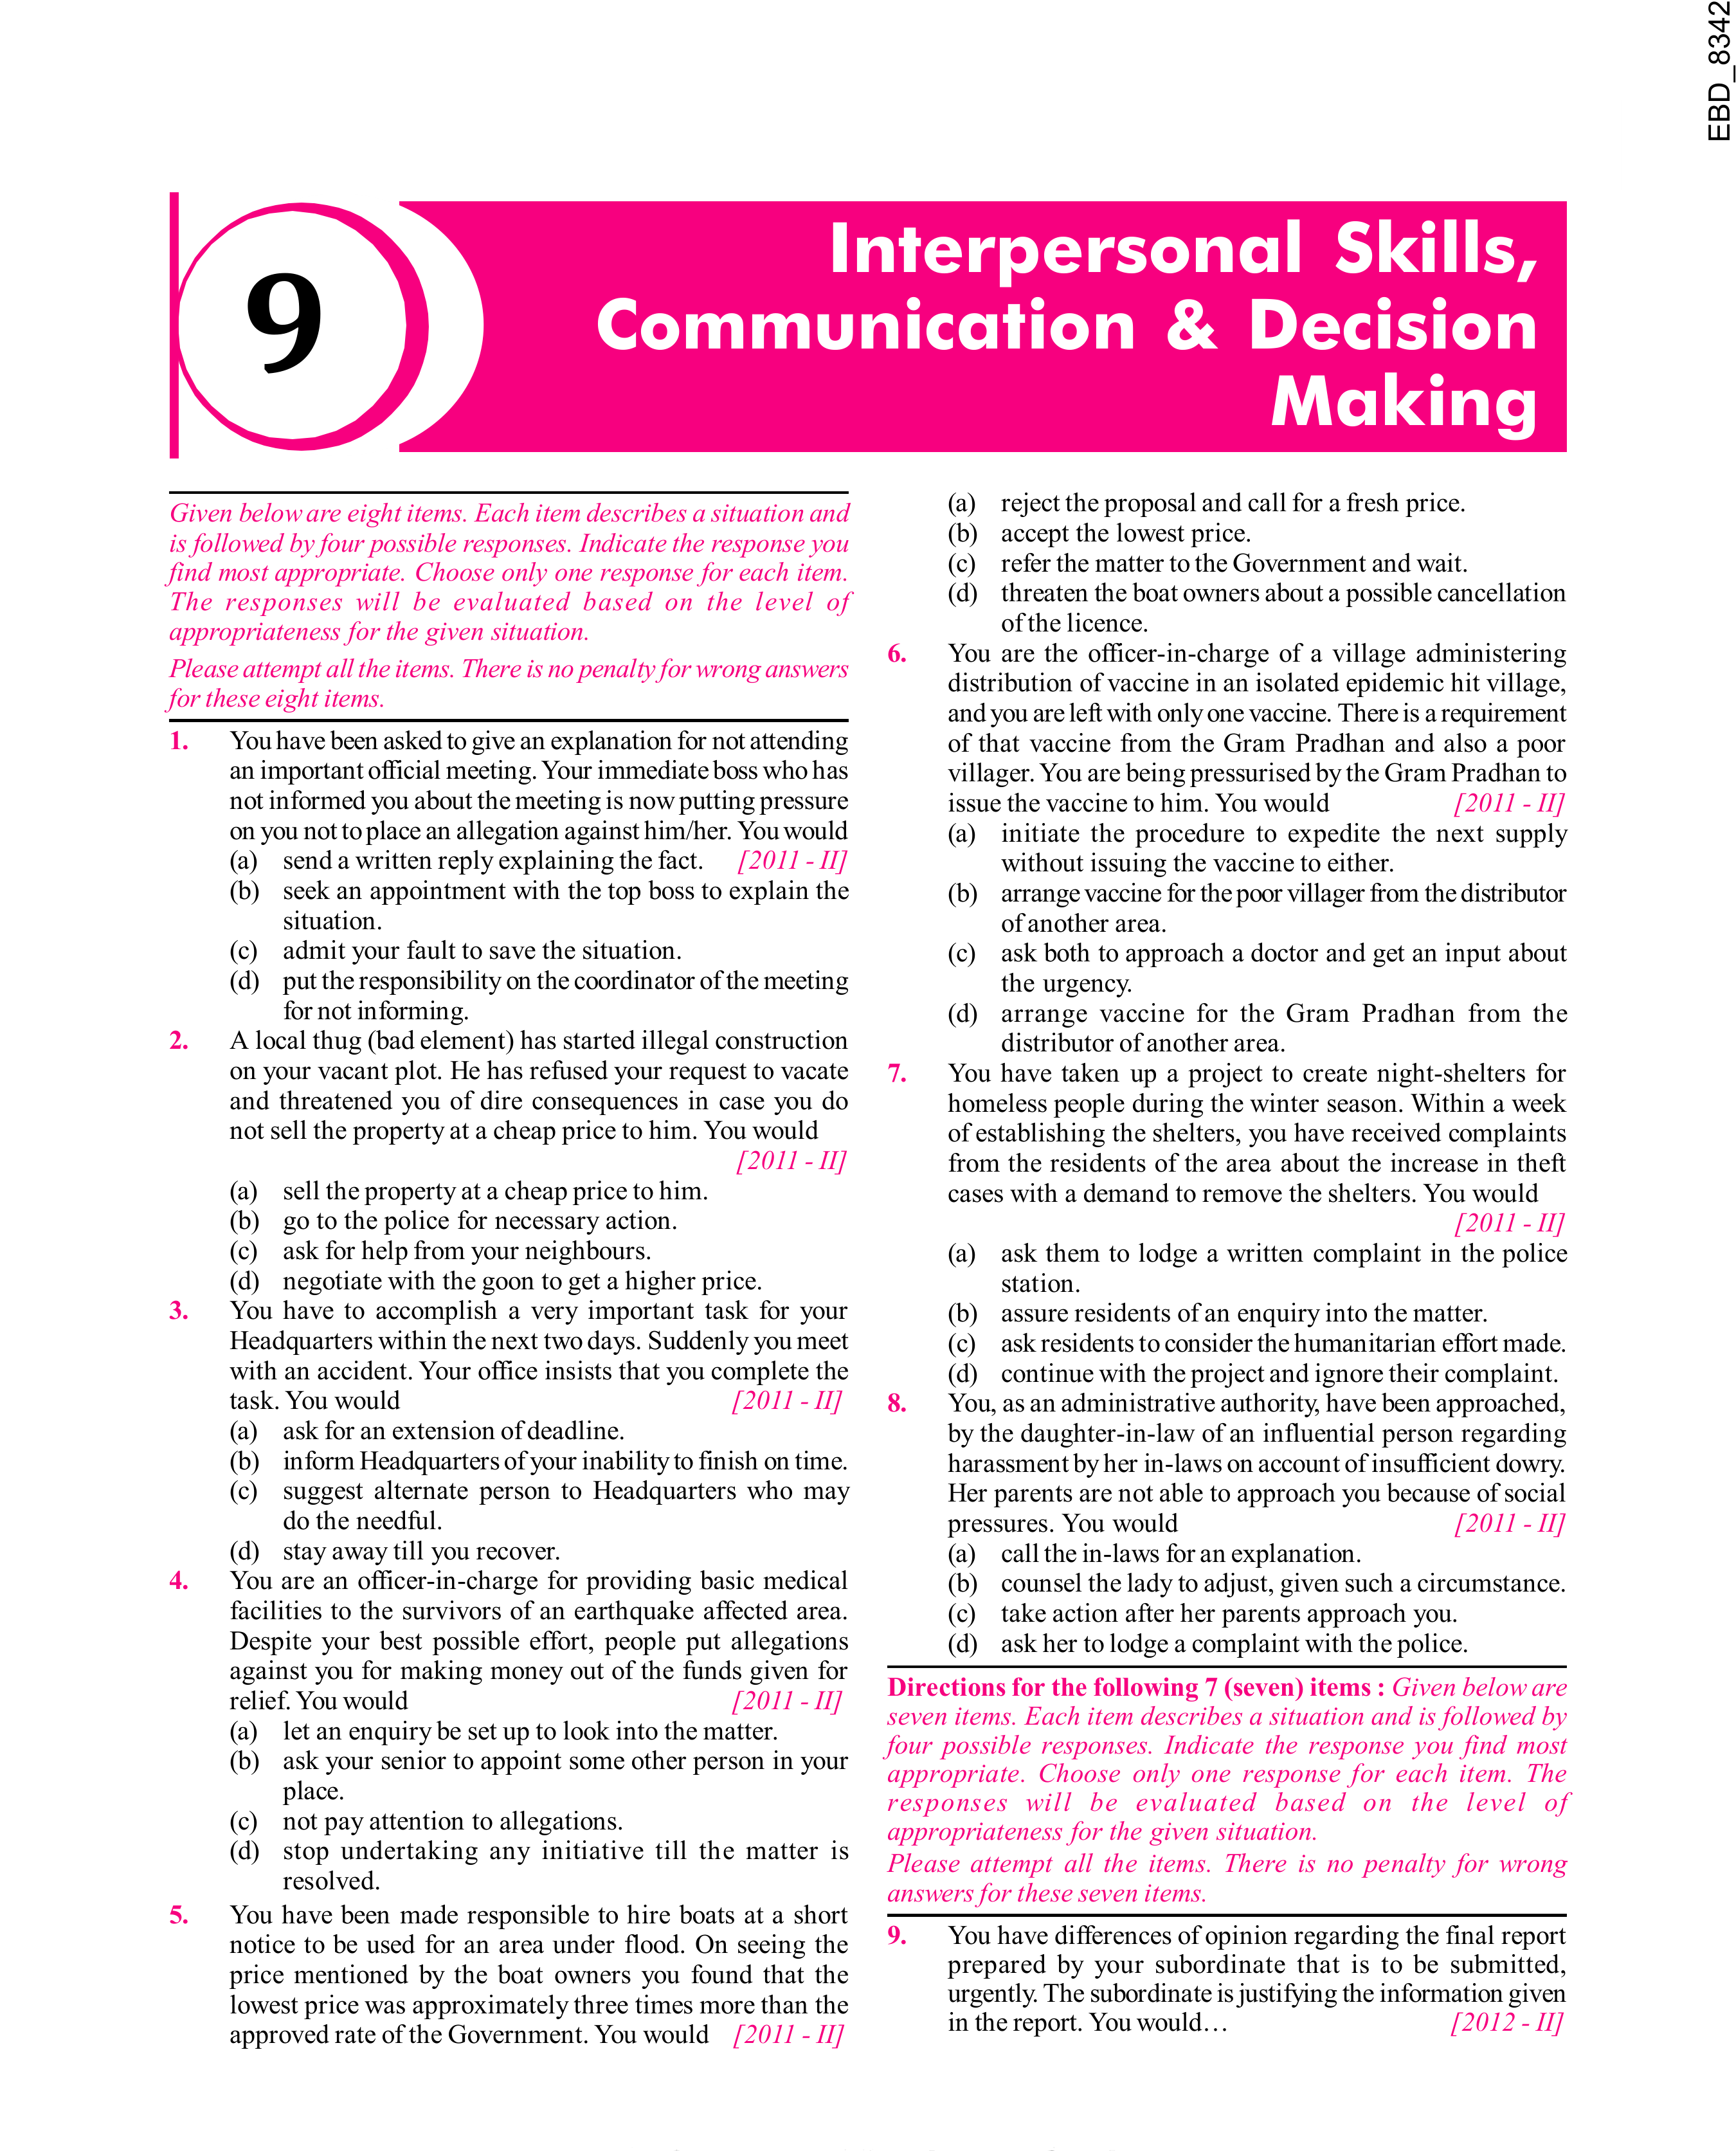 EBD_8342
9
Interpersonal Skills,
Communication & Decision
Making
Given below are eight items. Each item describes a situation and
is followed by four possible responses. Indicate the response you
find most appropriate. Choose only one response for each item.
The responses will be evaluated based on the level of
appropriateness for the given situation.
Please attempt all the items. There is no penalty for wrong answers
for these eight items.
1. You have been asked to give an explanation for not attending
an important official meeting. Your immediate boss who has
not informed you about the meeting is now putting pressure
on you not to place an allegation against him/her. You would
(a) send a written reply explaining the fact. [2011 - II]
(b) seek an appointment with the top boss to explain the
situation.
(c) admit your fault to save the situation.
(d) put the responsibility on the coordinator of the meeting
for not informing.
2. A local thug (bad element) has started illegal construction
on your vacant plot. He has refused your request to vacate
and threatened you of dire consequences in case you do
not sell the property at a cheap price to him. You would
[2011 - II]
(a) sell the property at a cheap price to him.
(b) go to the police for necessary action.
(c) ask for help from your neighbours.
(d) negotiate with the goon to get a higher price.
3. You have to accomplish a very important task for your
Headquarters within the next two days. Suddenly you meet
with an accident. Your office insists that you complete the
task. You would [2011 - II]
(a) ask for an extension of deadline.
(b) inform Headquarters of your inability to finish on time.
(c) suggest alternate person to Headquarters who may
do the needful.
(d) stay away till you recover.
4. You are an officer-in-charge for providing basic medical
facilities to the survivors of an earthquake affected area.
Despite your best possible effort, people put allegations
against you for making money out of the funds given for
relief. You would [2011 - II]
(a) let an enquiry be set up to look into the matter.
(b) ask your senior to appoint some other person in your
place.
(c) not pay attention to allegations.
(d) stop undertaking any initiative till the matter is
resolved.
5. You have been made responsible to hire boats at a short
notice to be used for an area under flood. On seeing the
price mentioned by the boat owners you found that the
lowest price was approximately three times more than the
approved rate of the Government. You would [2011 - II]
(a) reject the proposal and call for a fresh price.
(b) accept the lowest price.
(c) refer the matter to the Government and wait.
(d) threaten the boat owners about a possible cancellation
of the licence.
6. You are the officer-in-charge of a village administering
distribution of vaccine in an isolated epidemic hit village,
and you are left with only one vaccine. There is a requirement
of that vaccine from the Gram Pradhan and also a poor
villager. You are being pressurised by the Gram Pradhan to
issue the vaccine to him. You would [2011 - II]
(a) initiate the procedure to expedite the next supply
without issuing the vaccine to either.
(b) arrange vaccine for the poor villager from the distributor
of another area.
(c) ask both to approach a doctor and get an input about
the urgency.
(d) arrange vaccine for the Gram Pradhan from the
distributor of another area.
7. You have taken up a project to create night-shelters for
homeless people during the winter season. Within a week
of establishing the shelters, you have received complaints
from the residents of the area about the increase in theft
cases with a demand to remove the shelters. You would
[2011 - II]
(a) ask them to lodge a written complaint in the police
station.
(b) assure residents of an enquiry into the matter.
(c) ask residents to consider the humanitarian effort made.
(d) continue with the project and ignore their complaint.
8. You, as an administrative authority, have been approached,
by the daughter-in-law of an influential person regarding
harassment by her in-laws on account of insufficient dowry.
Her parents are not able to approach you because of social
pressures. You would [2011 - II]
(a) call the in-laws for an explanation.
(b) counsel the lady to adjust, given such a circumstance.
(c) take action after her parents approach you.
(d) ask her to lodge a complaint with the police.
Directions for the following 7 (seven) items : Given below are
seven items. Each item describes a situation and is followed by
four possible responses. Indicate the response you find most
appropriate. Choose only one response for each item. The
responses will be evaluated based on the level of
appropriateness for the given situation.
Please attempt all the items. There is no penalty for wrong
answers for these seven items.
9. You have differences of opinion regarding the final report
prepared by your subordinate that is to be submitted,
urgently. The subordinate is justifying the information given
in the report. You would… [2012 - II]